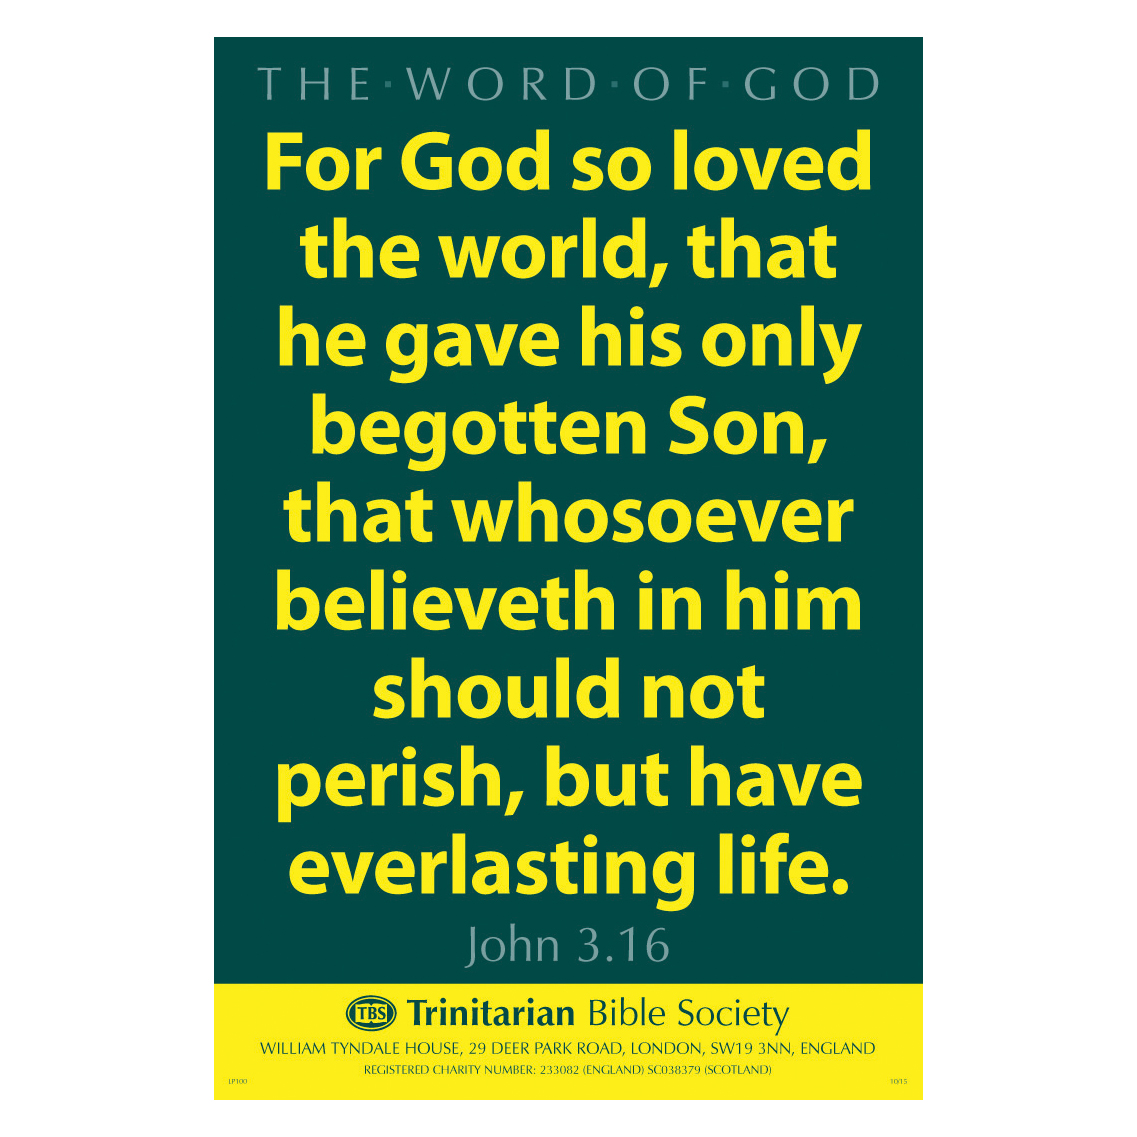 THE·WORD·OF·GOD
For God so loved
the world, that
he gave his only
begotten Son,
that whosoever
believeth in him
should not
perish, but have
everlasting life.
John 3.16
TBS Trinitarian Bible Society
WILLIAM TYNDALE HOUSE, 29 DEER PARK ROAD, LONDON, SW19 3NN, ENGLAND
REGISTERED CHARITY NUMBER: 233082 (ENGLAND) SC038379 (SCOTLAND)
LP100 10/15